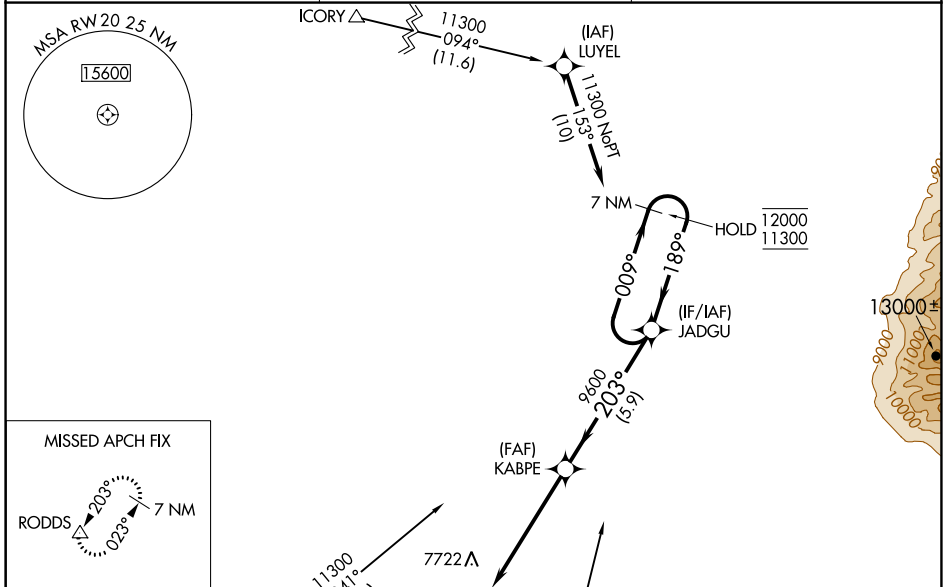 MSA RW20 25 NM
15600
ICORY
11300
094°
(11.6)
(IAF)
LUYEL
11300 NoPT
153°
(10)
7 NM
HOLD
12000
11300
009°
189°
(IF/IAF)
JADGU
9600
203°
(5.9)
(FAF)
KABPE
13000±
9000
11000
10000
MISSED APCH FIX
RODDS
203°
023°
7 NM
11300
7722